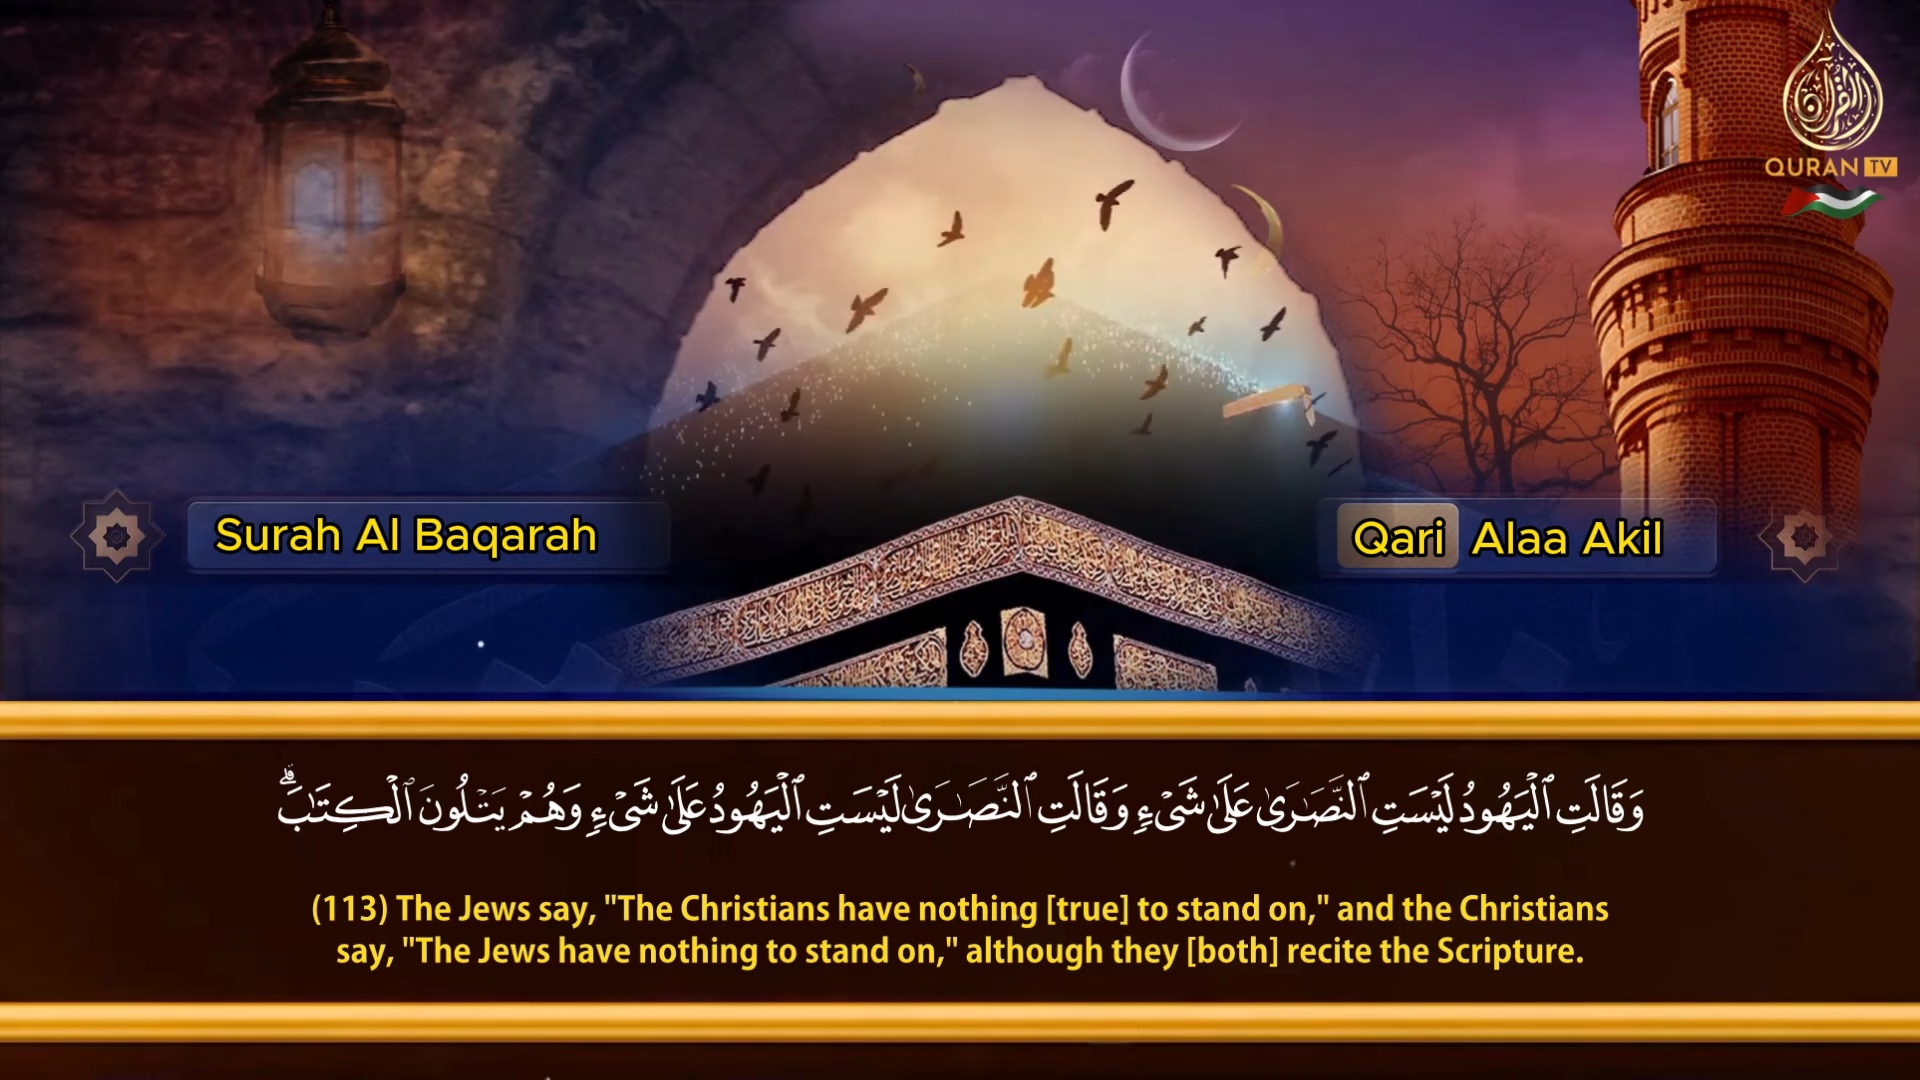 القرآن
QURAN TV
Surah Al Baqarah
Qari Alaa Akil
وَقَالَتِ ٱلْيَهُودُ لَيْسَتِ ٱلنَّصَـٰرَىٰ عَلَىٰ شَىْءٍ وَقَالَتِ ٱلنَّصَـٰرَىٰ لَيْسَتِ ٱلْيَهُودُ عَلَىٰ شَىْءٍ وَهُمْ يَتْلُونَ ٱلْكِتَـٰبَ ۗ
(113) The Jews say, "The Christians have nothing [true] to stand on," and the Christians
say, "The Jews have nothing to stand on," although they [both] recite the Scripture.